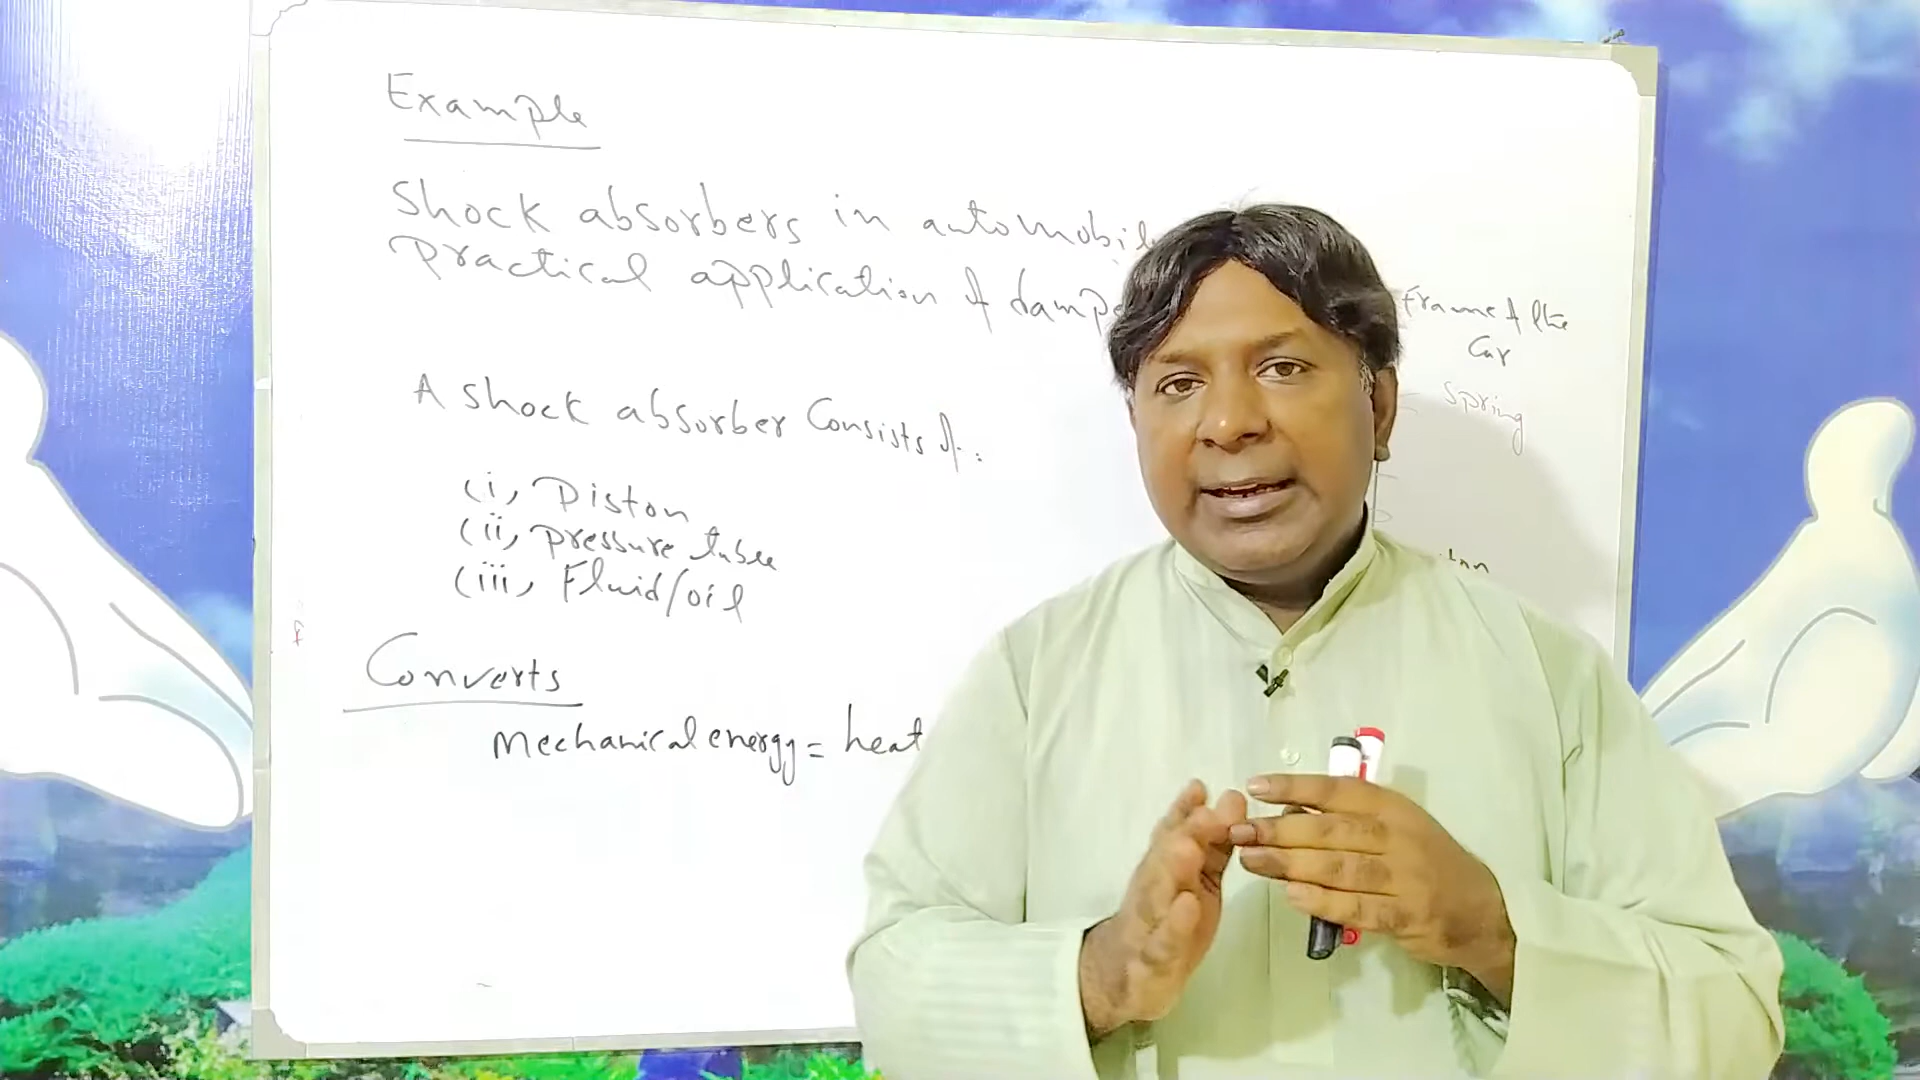 Example
Shock absorbers in automobil
practical application of damp
A shock absorber Consists of:
(i) Piston
(ii) pressure tube
(iii) Fluid/oil
Converts
Mechanical energy = heat
Frame of the
Car
Spring